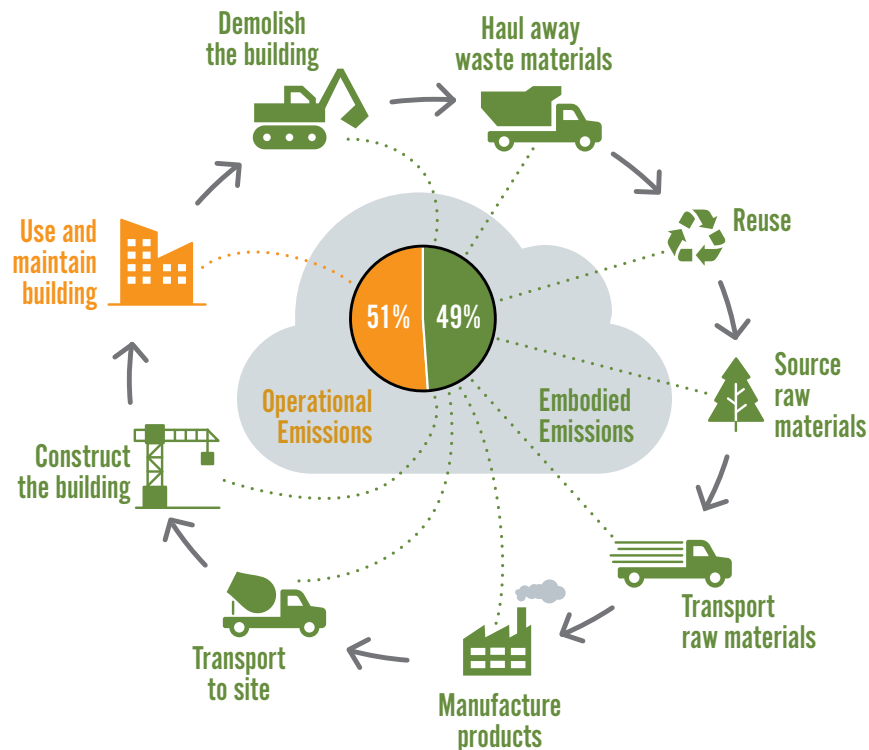 Demolish
the building
Haul away
waste materials
Reuse
Source
raw
materials
Transport
raw materials
Manufacture
products
Transport
to site
Construct
the building
Use and
maintain
building
51%
49%
Operational
Emissions
Embodied
Emissions